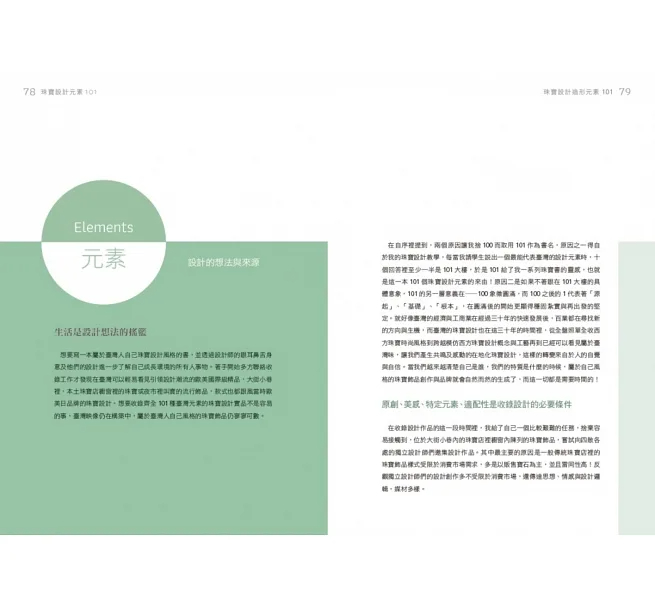 78 珠寶設計元素 101
Elements
元素
設計的想法與來源
生活是設計想法的搖籃
想要寫一本屬於臺灣人自己珠寶設計風格的書，並透過設計師的眼耳鼻舌身
意及他們的設計進一步了解自己成長環境的所有人事物。著手開始多方聯絡收
錄工作才發現在臺灣可以輕易看見引領設計潮流的歐美國際級精品，大街小巷
裡，本土珠寶店櫥窗裡的珠寶或夜市裡叫賣的流行飾品，款式也都跟風當時歐
美日品牌的珠寶設計。想要收錄齊全 101 種臺灣元素的珠寶設計實品不是容易
的事，臺灣映像仍在構築中，屬於臺灣人自己風格的珠寶飾品仍寥寥可數。
珠寶設計造形元素 101 79
在自序裡提到，兩個原因讓我捨 100 而取用 101 作為書名，原因之一得自
於我的珠寶設計教學，每當我請學生說出一個最能代表臺灣的設計元素時，十
個回答裡至少一半是 101 大樓，於是 101 給了我一系列珠寶書的靈感，也就
是這一本 101 個珠寶設計元素的來由！原因二是如果不著眼在 101 大樓的具
體意象，101 的另一層意義在──100 象徵圓滿，而 100 之後的 1 代表著「源
起」、「基礎」、「根本」，在圓滿後的開始更顯得穩固紮實與再出發的堅
定。就好像臺灣的經濟與工商業在經過三十年的快速發展後，百業都在尋找新
的方向與生機，而臺灣的珠寶設計也在這三十年的時間裡，從全盤照單全收西
方珠寶時尚風格到跨越模仿西方珠寶設計概念與工藝再到已經可以看見屬於臺
灣味，讓我們產生共鳴及感動的在地化珠寶設計，這樣的轉變來自於人的自覺
與自信。當我們越來越清楚自己是誰，我們的特質是什麼的時候，屬於自己風
格的珠寶飾品創作與品牌就會自然而然的生成了，而這一切都是需要時間的！
原創、美感、特定元素、適配性是收錄設計的必要條件
在收錄設計作品的這一段時間裡，我給了自己一個比較艱難的任務，捨棄容
易接觸到，位於大街小巷內的珠寶店裡櫥窗內陳列的珠寶飾品，嘗試向四散各
處的獨立設計師們邀集設計作品。其中最主要的原因是一般傳統珠寶店裡的
珠寶飾品樣式受限於消費市場需求，多是以販售寶石為主，並且雷同性高！反
觀獨立設計師們的設計創作多不受限於消費市場，還傳達思想，情感與設計邏
輯，媒材多樣。